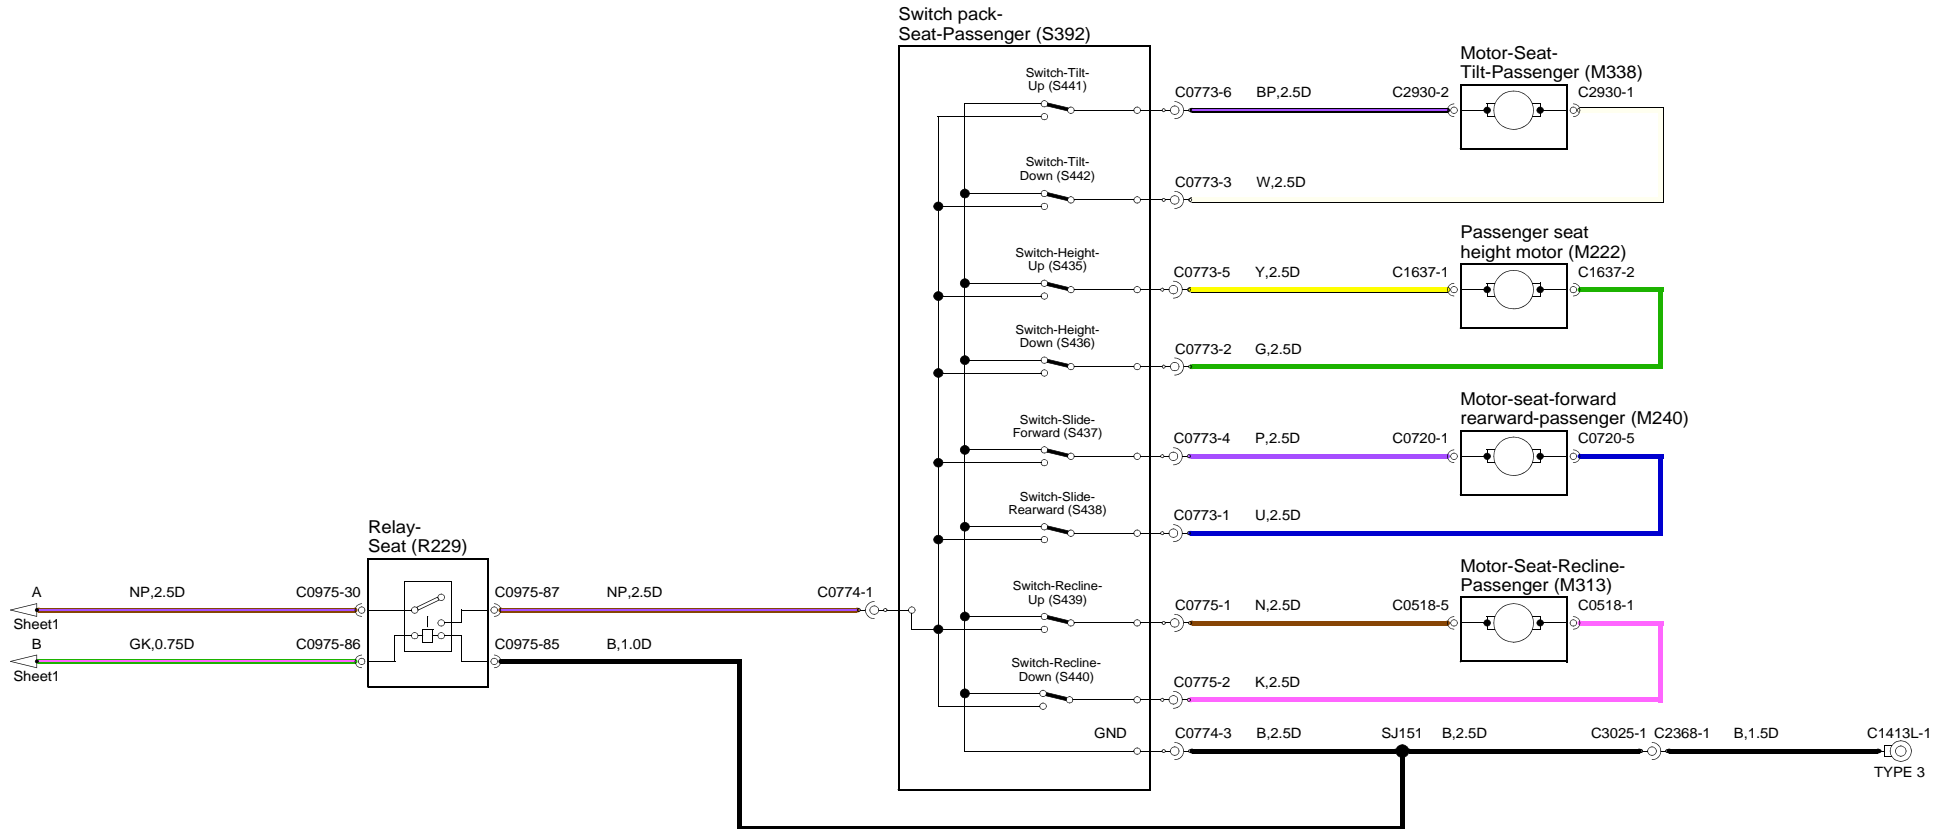 Switch pack-
Seat-Passenger (S392)
Motor-Seat-
Tilt-Passenger (M338)
Switch-Tilt-
Up (S441)
C0773-6 BP,2.5D C2930-2 C2930-1
Switch-Tilt-
Down (S442)
C0773-3 W,2.5D
Passenger seat
height motor (M222)
Switch-Height-
Up (S435)
C0773-5 Y,2.5D C1637-1 C1637-2
Switch-Height-
Down (S436)
C0773-2 G,2.5D
Motor-seat-forward
rearward-passenger (M240)
Switch-Slide-
Forward (S437)
C0773-4 P,2.5D C0720-1 C0720-5
Switch-Slide-
Rearward (S438)
C0773-1 U,2.5D
Relay-
Seat (R229)
Motor-Seat-Recline-
Passenger (M313)
A NP,2.5D C0975-30 C0975-87 NP,2.5D C0774-1
Sheet1
Switch-Recline-
Up (S439)
C0775-1 N,2.5D C0518-5 C0518-1
B GK,0.75D C0975-86 C0975-85 B,1.0D
Sheet1
Switch-Recline-
Down (S440)
C0775-2 K,2.5D
GND C0774-3 B,2.5D SJ151 B,2.5D C3025-1 C2368-1 B,1.5D C1413L-1
TYPE 3